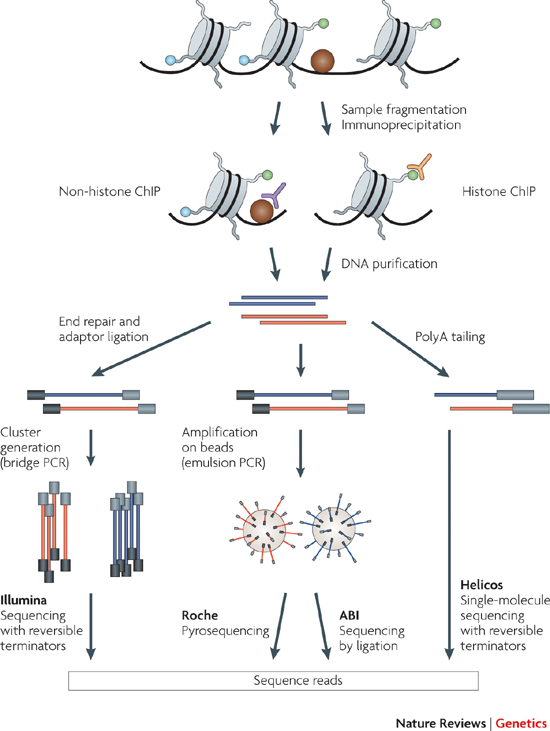 Sample fragmentation
Immunoprecipitation
Non-histone ChIP
Histone ChIP
DNA purification
End repair and
adaptor ligation
PolyA tailing
Cluster
generation
(bridge PCR)
Amplification
on beads
(emulsion PCR)
Illumina
Sequencing
with reversible
terminators
Roche
Pyrosequencing
ABI
Sequencing
by ligation
Helicos
Single-molecule
sequencing
with reversible
terminators
Sequence reads
Nature Reviews | Genetics